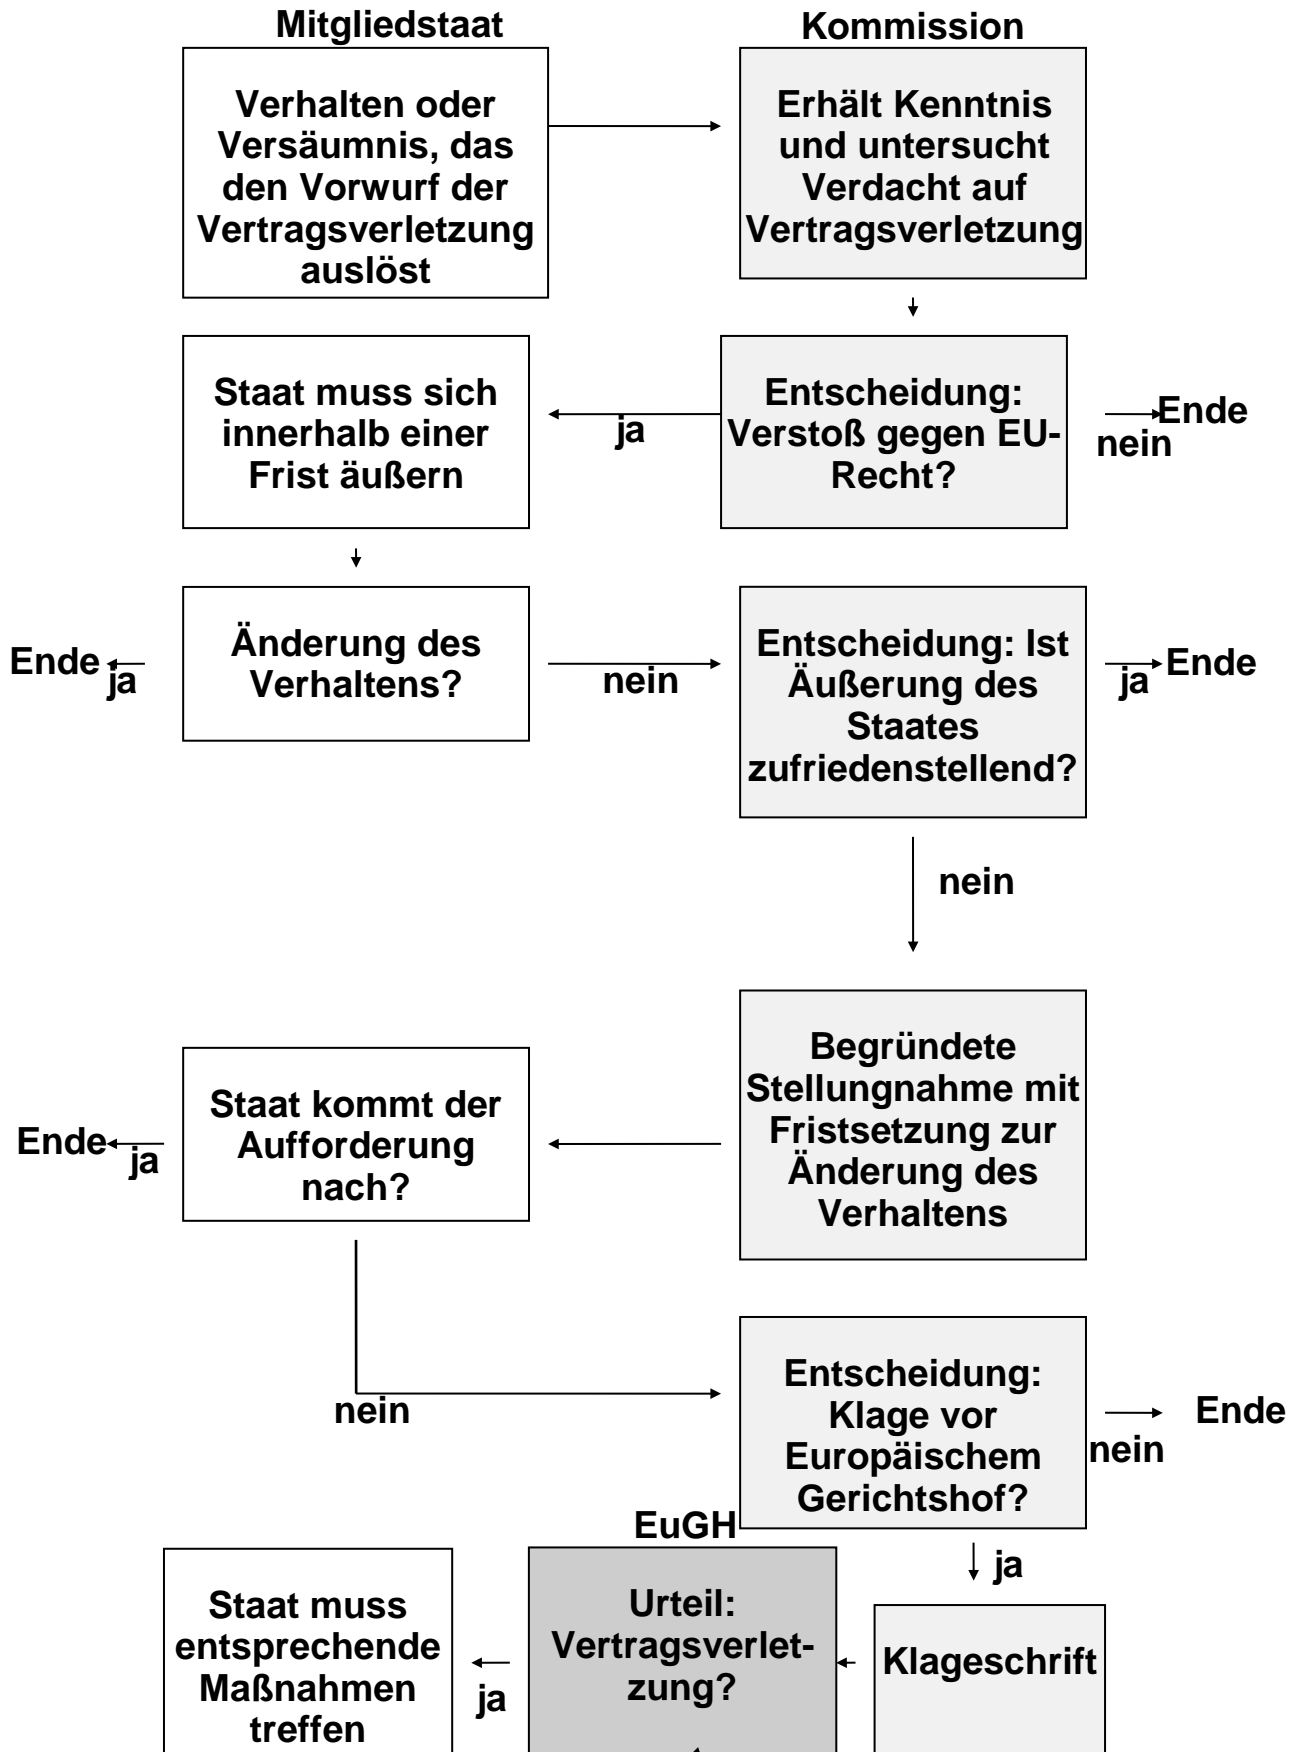 Mitgliedstaat
Kommission
Verhalten oder
Versäumnis, das
den Vorwurf der
Vertragsverletzung
auslöst
Erhält Kenntnis
und untersucht
Verdacht auf
Vertragsverletzung
Staat muss sich
innerhalb einer
Frist äußern
ja
Entscheidung:
Verstoß gegen EU-
Recht?
Ende
nein
Ende
ja
Änderung des
Verhaltens?
nein
Entscheidung: Ist
Äußerung des
Staates
zufriedenstellend?
ja
Ende
nein
Begründete
Stellungnahme mit
Fristsetzung zur
Änderung des
Verhaltens
Staat kommt der
Aufforderung
nach?
Ende
ja
nein
Entscheidung:
Klage vor
Europäischem
Gerichtshof?
Ende
nein
EuGH
ja
Staat muss
entsprechende
Maßnahmen
treffen
ja
Urteil:
Vertragsverlet-
zung?
Klageschrift